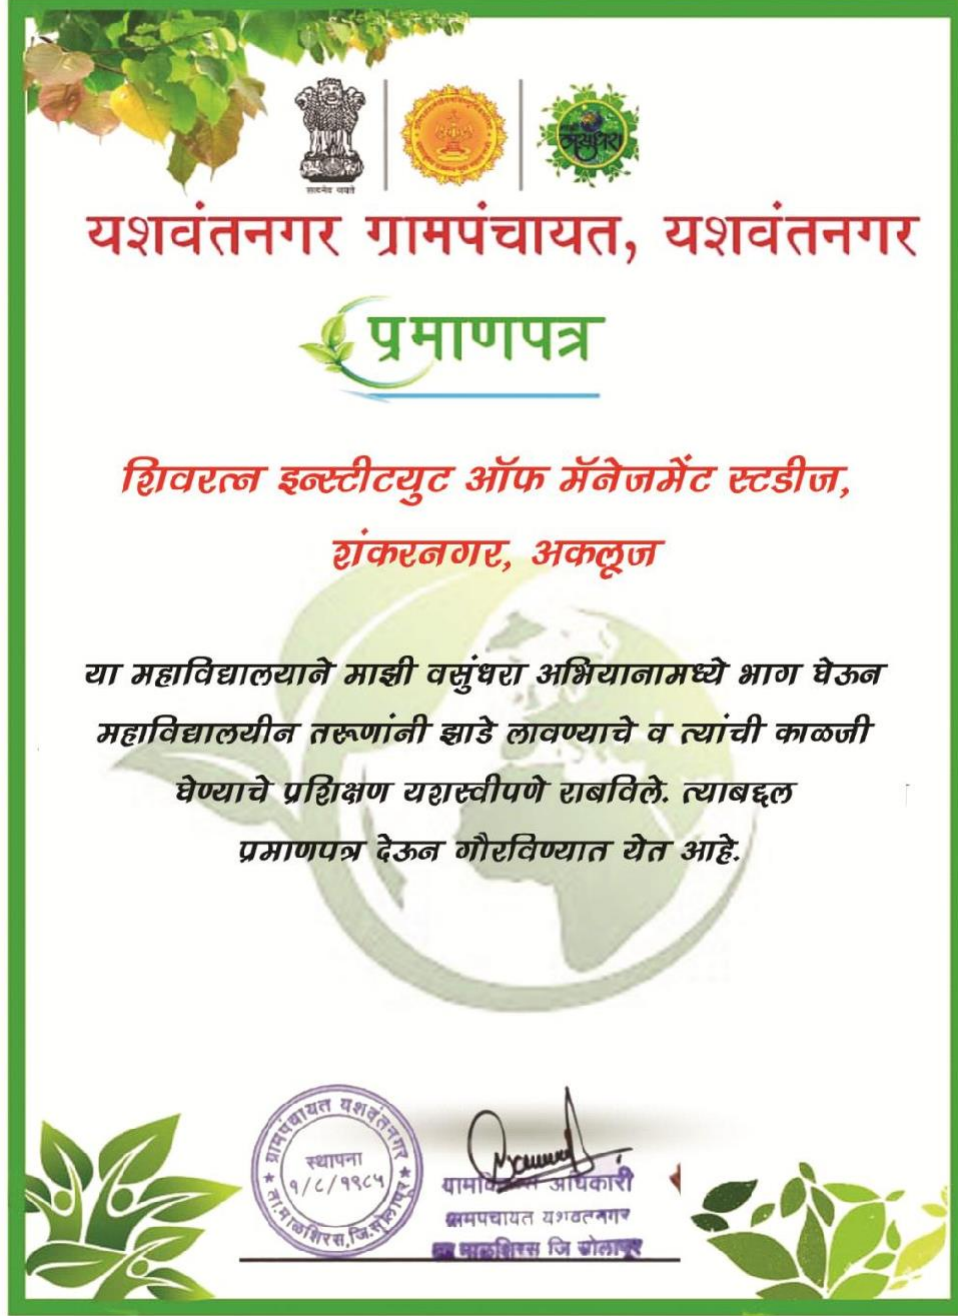 सत्यमेव जयते
यशवंतनगर ग्रामपंचायत, यशवंतनगर
प्रमाणपत्र
शिवरत्न इन्स्टीटयुट ऑफ मॅनेजमेंट स्टडीज,
शंकरनगर, अकलूज
या महाविद्यालयाने माझी वसुंधरा अभियानामध्ये भाग घेऊन
महाविद्यालयीन तरूणांनी झाडे लावण्याचे व त्यांची काळजी
घेण्याचे प्रशिक्षण यशस्वीपणे राबविले. त्याबद्दल
प्रमाणपत्र देऊन गौरविण्यात येत आहे.
ग्रामपंचायत यशवंतनगर
स्थापना
१/८/१९८५
ता.माळशिरस,जि.सोलापूर
अधिकारी
यशवंतनगर
माळशिरस जि सोलापूर